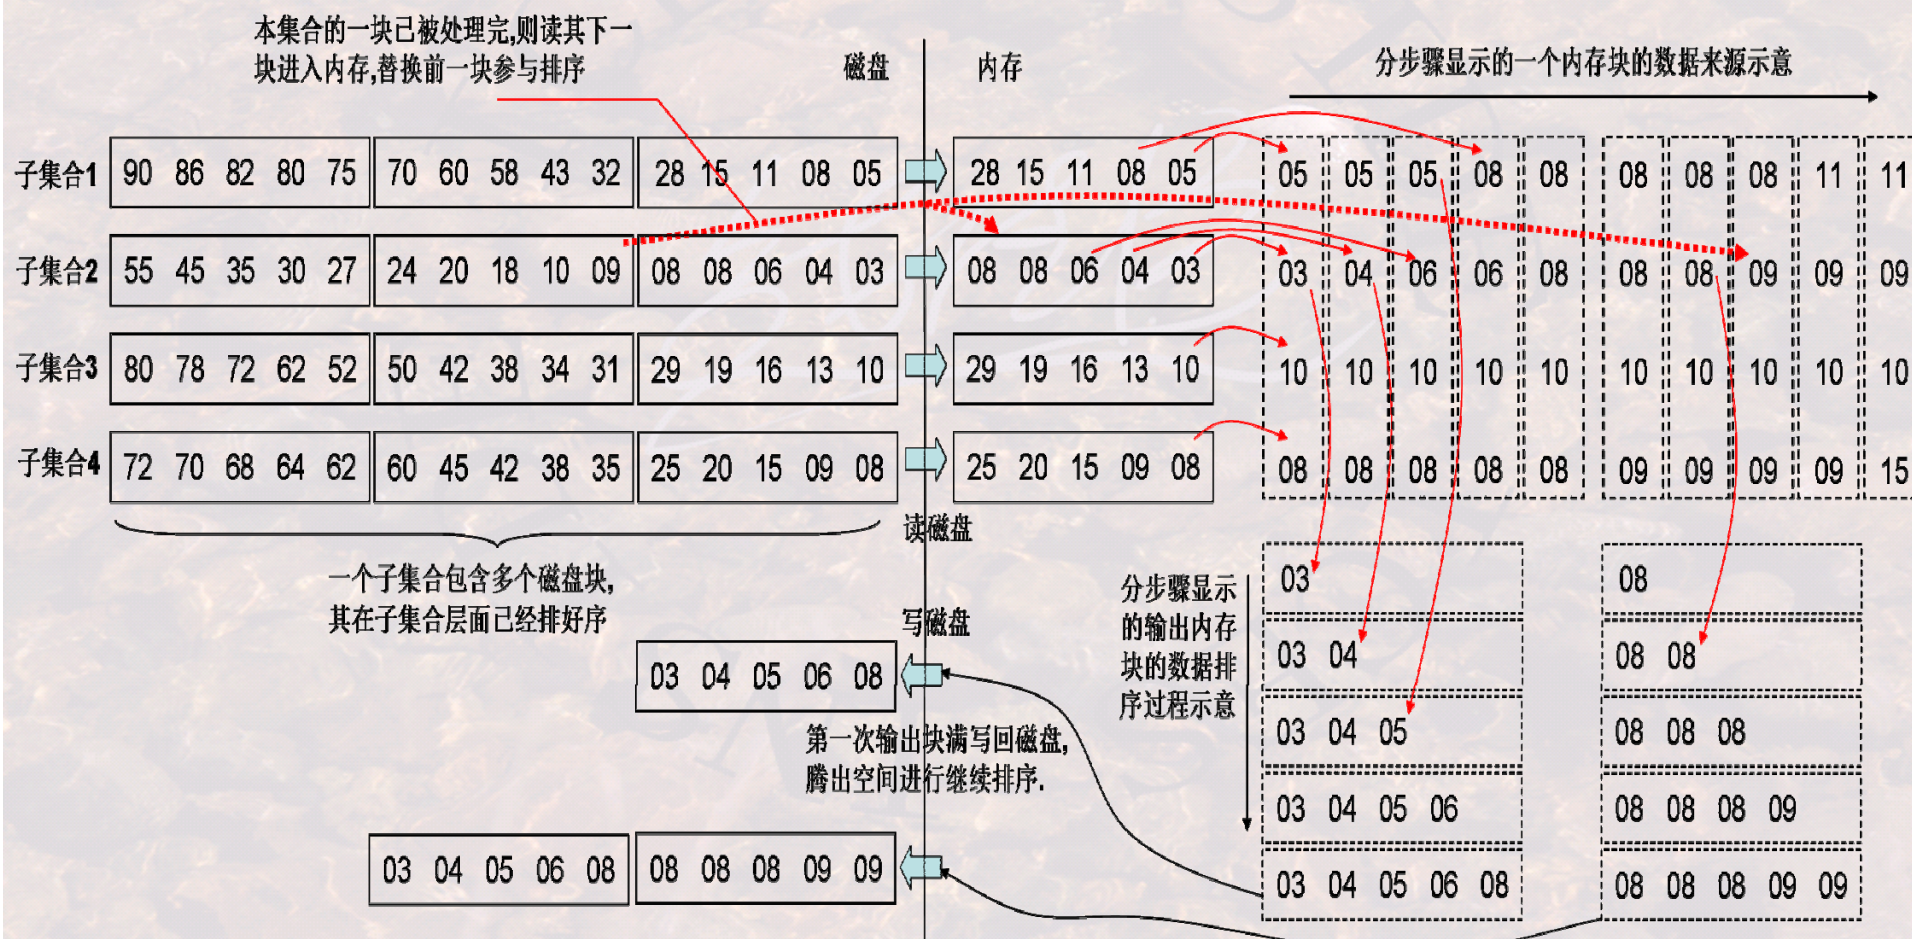 本集合的一块已被处理完,则读其下一
块进入内存,替换前一块参与排序
磁盘
内存
分步骤显示的一个内存块的数据来源示意
子集合1 90 86 82 80 75 70 60 58 43 32 28 15 11 08 05 28 15 11 08 05 05 05 05 08 08 08 08 08 11 11
子集合2 55 45 35 30 27 24 20 18 10 09 08 08 06 04 03 08 08 06 04 03 03 04 06 06 08 08 08 09 09 09
子集合3 80 78 72 62 52 50 42 38 34 31 29 19 16 13 10 29 19 16 13 10 10 10 10 10 10 10 10 10 10 10
子集合4 72 70 68 64 62 60 45 42 38 35 25 20 15 09 08 25 20 15 09 08 08 08 08 08 08 09 09 09 09 15
读磁盘
一个子集合包含多个磁盘块,
其在子集合层面已经排好序
写磁盘
03 04 05 06 08
第一次输出块满写回磁盘,
腾出空间进行继续排序.
03 04 05 06 08 08 08 08 09 09
分步骤显示
的输出内存
块的数据排
序过程示意
03
03 04
03 04 05
03 04 05 06
03 04 05 06 08
08
08 08
08 08 08
08 08 08 09
08 08 08 09 09